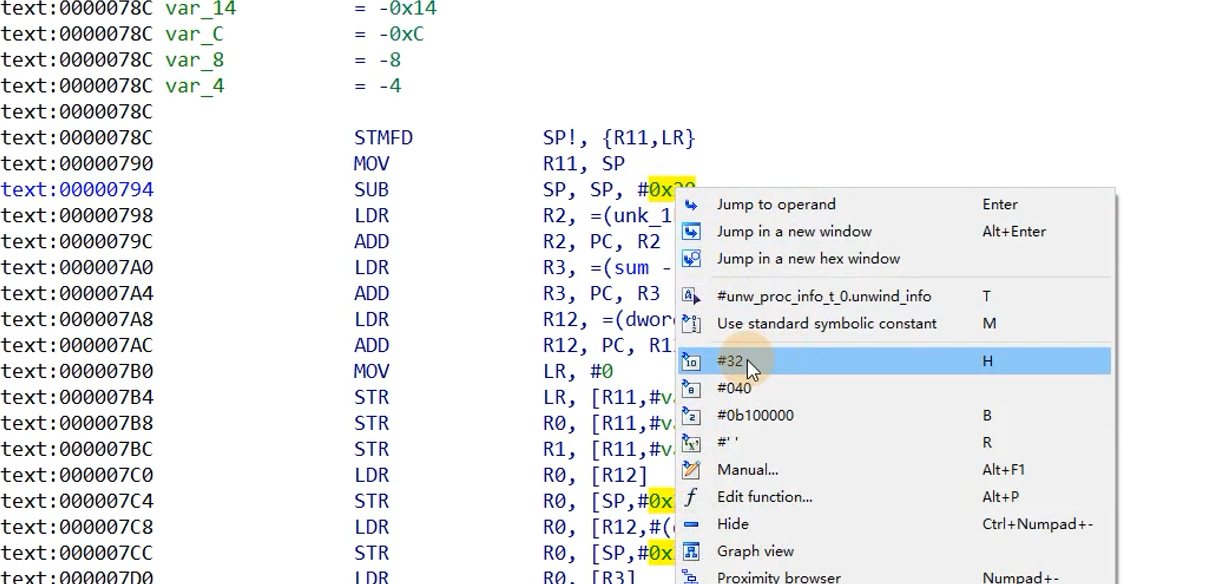 text:0000078C var_14 = -0x14
text:0000078C var_C = -0xC
text:0000078C var_8 = -8
text:0000078C var_4 = -4
text:0000078C
text:0000078C STMFD SP!, {R11,LR}
text:00000790 MOV R11, SP
text:00000794 SUB SP, SP, #0x20
text:00000798 LDR R2, =(unk_1
text:0000079C ADD R2, PC, R2
text:000007A0 LDR R3, =(sum -
text:000007A4 ADD R3, PC, R3
text:000007A8 LDR R12, =(dword
text:000007AC ADD R12, PC, R1
text:000007B0 MOV LR, #0
text:000007B4 STR LR, [R11,#v
text:000007B8 STR R0, [R11,#v
text:000007BC STR R1, [R11,#v
text:000007C0 LDR R0, [R12]
text:000007C4 STR R0, [SP,#0x
text:000007C8 LDR R0, [R12,#(
text:000007CC STR R0, [SP,#0x
text:000007D0 LDR R0, [R3]
Jump to operand Enter
Jump in a new window Alt+Enter
Jump in a new hex window
#unw_proc_info_t_0.unwind_info T
Use standard symbolic constant M
#32 H
#040
#0b100000 B
#' ' R
Manual... Alt+F1
Edit function... Alt+P
Hide Ctrl+Numpad+-
Graph view
Proximity browser Numpad+-